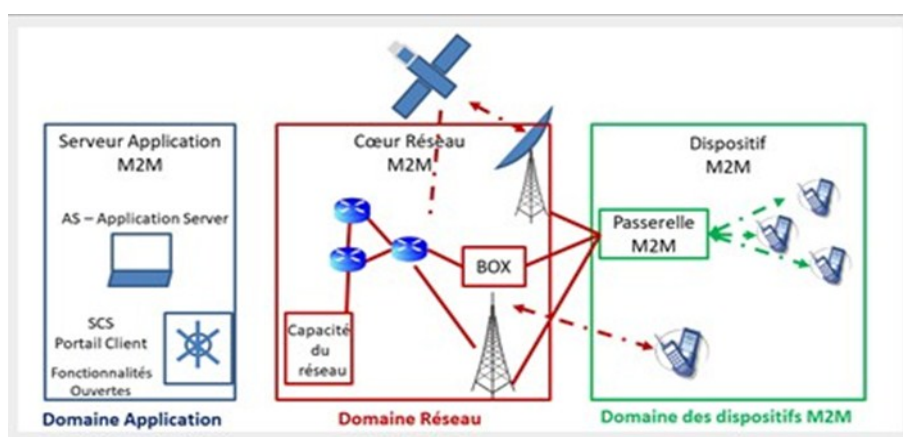 Serveur Application
M2M
AS – Application Server
SCS
Portail Client
Fonctionnalités
Ouvertes
Domaine Application
Cœur Réseau
M2M
BOX
Capacité
du
réseau
Domaine Réseau
Dispositif
M2M
Passerelle
M2M
Domaine des dispositifs M2M